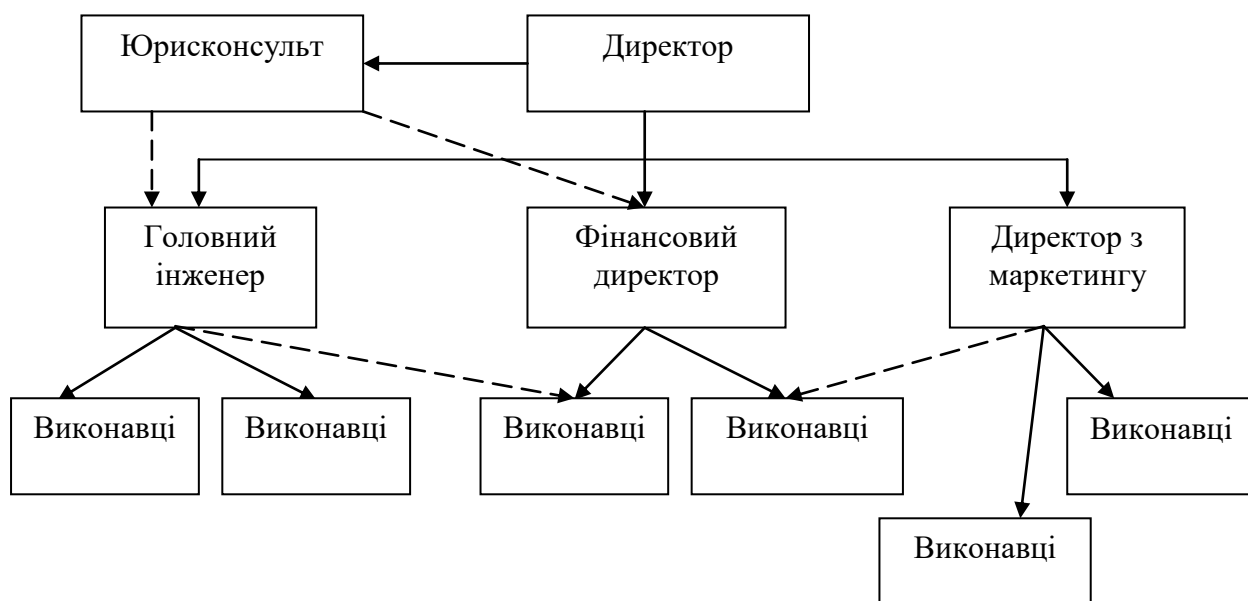 Юрисконсульт
Директор
Головний
інженер
Фінансовий
директор
Директор з
маркетингу
Виконавці
Виконавці
Виконавці
Виконавці
Виконавці
Виконавці